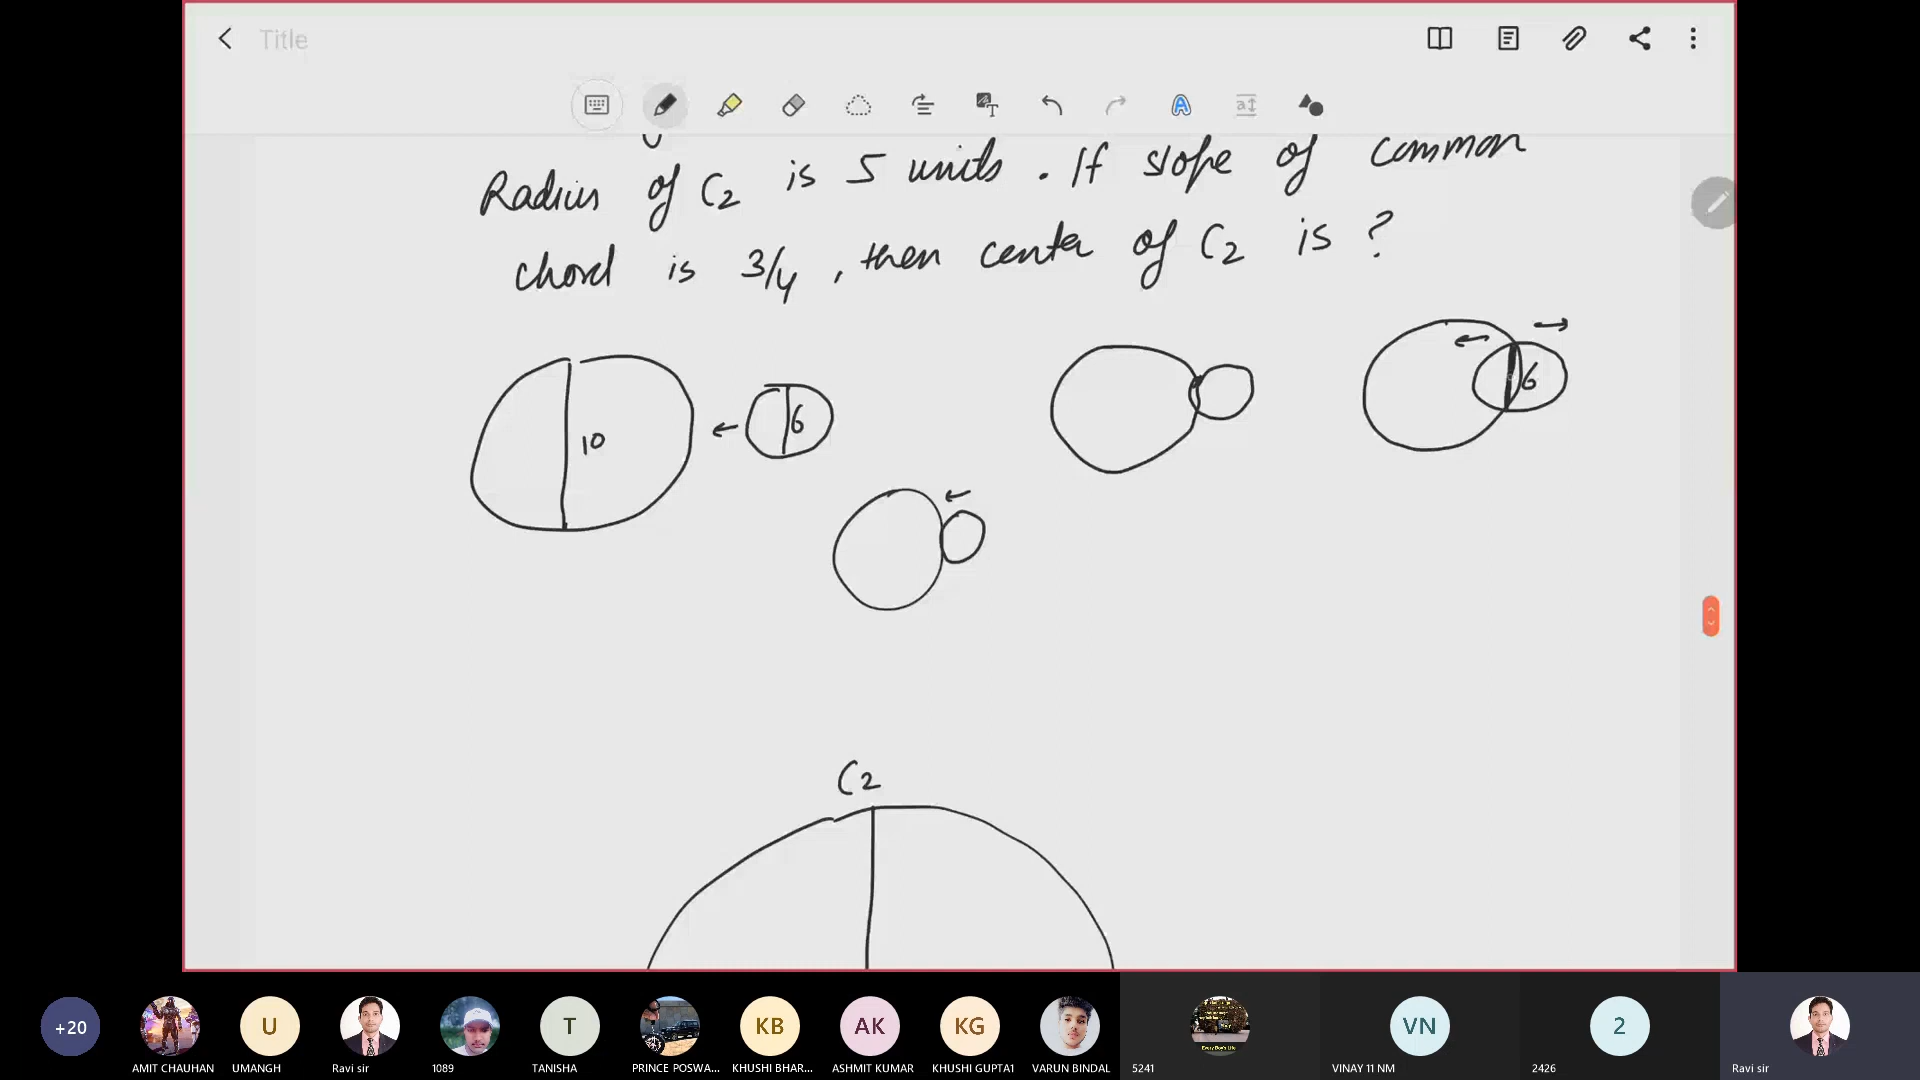 Title
Radius of C2 is 5 units. If slope of common
chord is 3/4, then center of C2 is ?
10
6
6
C2
+20
U
T
KB
AK
KG
VN
2
AMIT CHAUHAN
UMANGH
Ravi sir
1089
TANISHA
PRINCE POSWA...
KHUSHI BHAR...
ASHMIT KUMAR
KHUSHI GUPTA1
VARUN BINDAL
5241
VINAY 11 NM
2426
Ravi sir